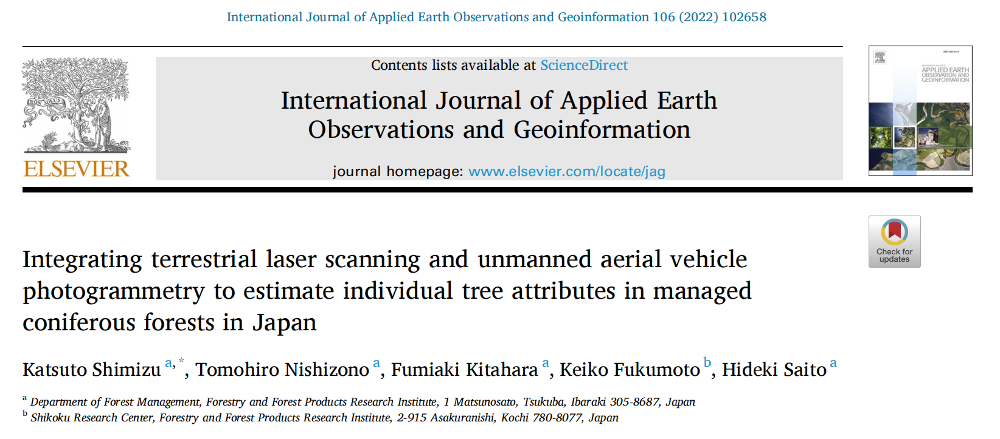 International Journal of Applied Earth Observations and Geoinformation 106 (2022) 102658
Contents lists available at ScienceDirect
International Journal of Applied Earth
Observations and Geoinformation
journal homepage: www.elsevier.com/locate/jag
NON SOLUS
ELSEVIER
APPLIED EARTH
OBSERVATION AND
GEOINFORMATION
Check for
updates
Integrating terrestrial laser scanning and unmanned aerial vehicle
photogrammetry to estimate individual tree attributes in managed
coniferous forests in Japan
Katsuto Shimizu a,*, Tomohiro Nishizono a, Fumiaki Kitahara a, Keiko Fukumoto b, Hideki Saito a
a Department of Forest Management, Forestry and Forest Products Research Institute, 1 Matsunosato, Tsukuba, Ibaraki 305-8687, Japan
b Shikoku Research Center, Forestry and Forest Products Research Institute, 2-915 Asakuranishi, Kochi 780-8077, Japan